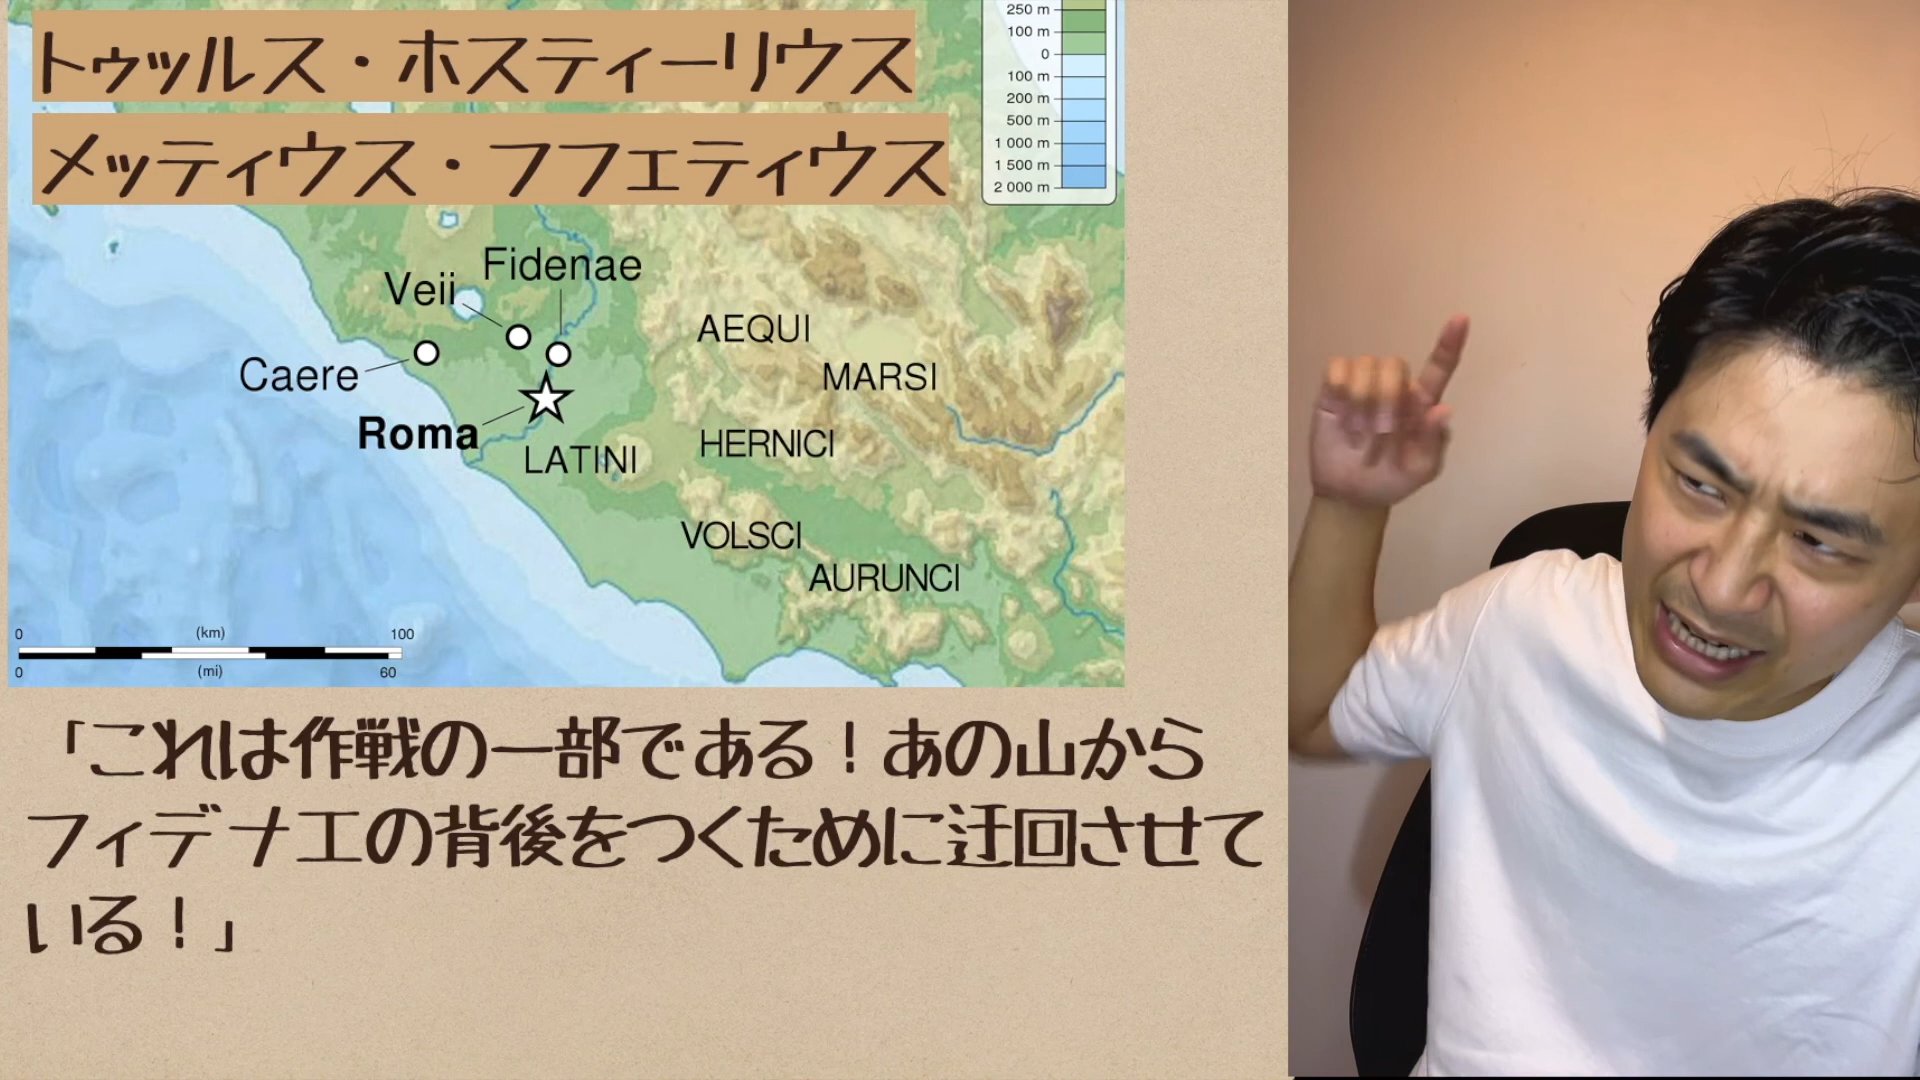 トゥッルス・ホスティーリウス
メッティウス・フフェティウス
250 m
100 m
0
100 m
200 m
500 m
1 000 m
1 500 m
2 000 m
Fidenae
Veii
AEQUI
Caere
MARSI
Roma
HERNICI
LATINI
VOLSCI
AURUNCI
0 (km) 100
0 (mi) 60
「これは作戦の一部である！あの山から
フィデナエの背後をつくために迂回させて
いる！」